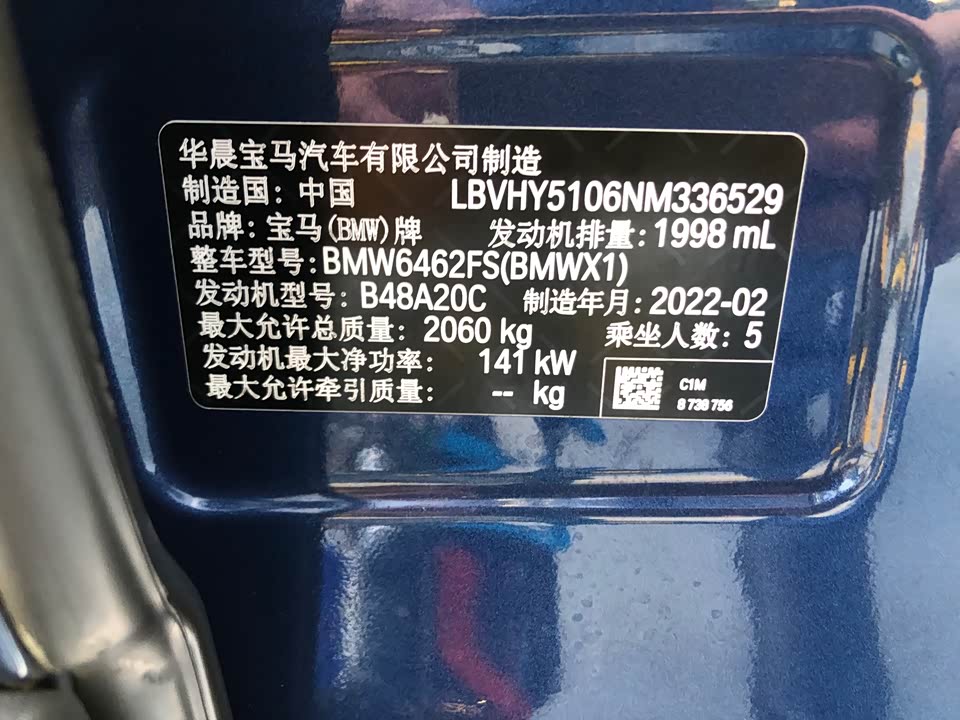 华晨宝马汽车有限公司制造
制造国：中国 LBVHY5106NM336529
品牌：宝马(BMW)牌 发动机排量：1998 mL
整车型号：BMW6462FS(BMWX1)
发动机型号：B48A20C 制造年月：2022-02
最大允许总质量：2060 kg 乘坐人数：5
发动机最大净功率：141 kW
最大允许牵引质量：-- kg
C1M
8 739 756